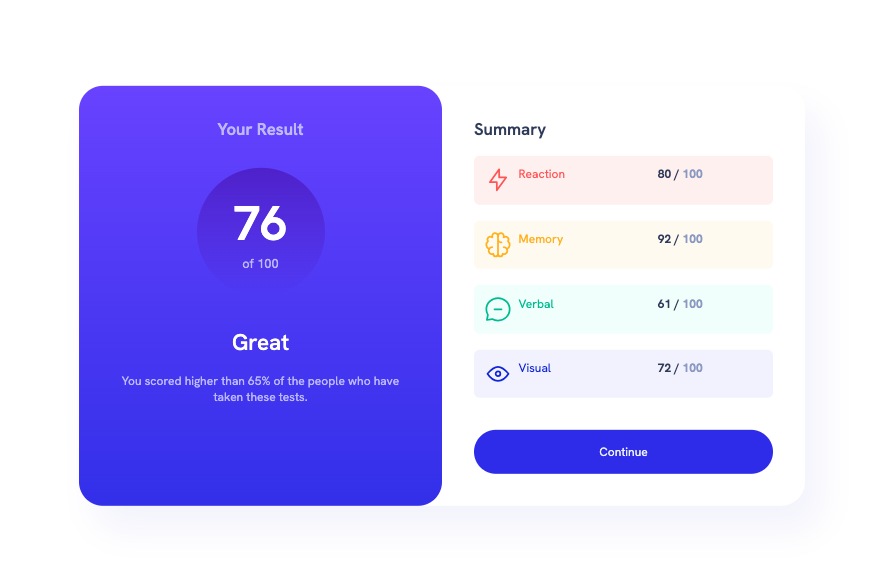 Your Result
76
of 100
Great
You scored higher than 65% of the people who have
taken these tests.
Summary
Reaction 80 / 100
Memory 92 / 100
Verbal 61 / 100
Visual 72 / 100
Continue